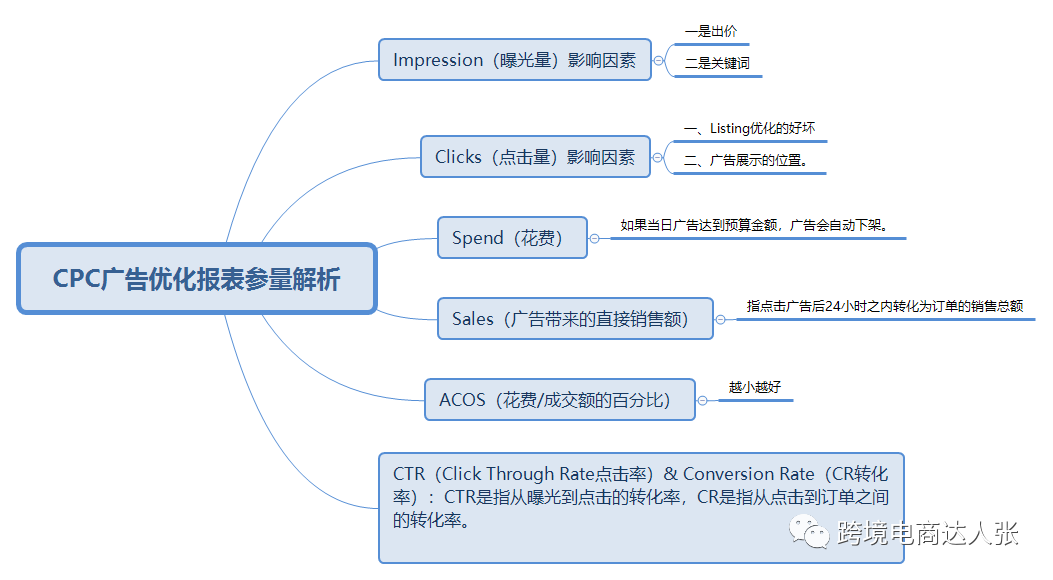 CPC广告优化报表参量解析
Impression（曝光量）影响因素
一是出价
二是关键词
Clicks（点击量）影响因素
一、Listing优化的好坏
二、广告展示的位置。
Spend（花费）
如果当日广告达到预算金额，广告会自动下架。
Sales（广告带来的直接销售额）
指点击广告后24小时之内转化为订单的销售总额
ACOS（花费/成交额的百分比）
越小越好
CTR（Click Through Rate点击率）& Conversion Rate（CR转化
率）：CTR是指从曝光到点击的转化率，CR是指从点击到订单之间
的转化率。
跨境电商达人张